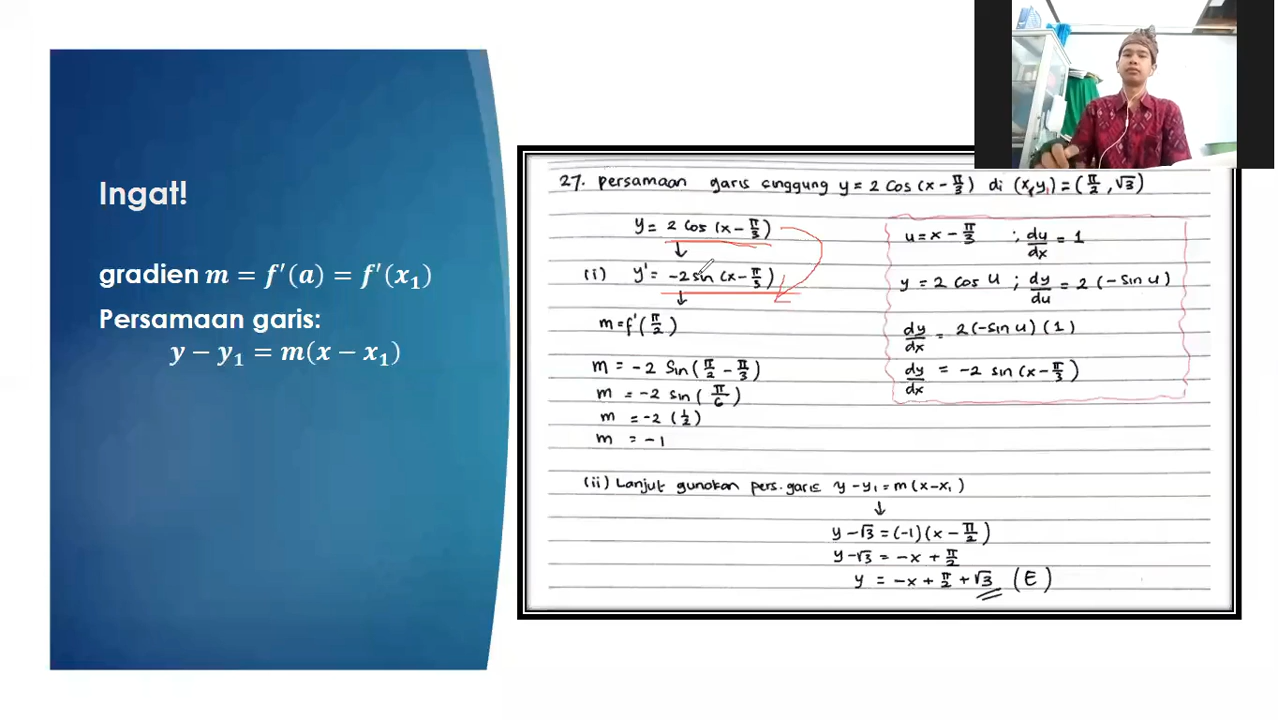 Ingat!
gradien m = f′(a) = f′(x₁)
Persamaan garis:
y − y₁ = m(x − x₁)
27. persamaan garis singgung y = 2 cos (x − π/3) di (x₁,y₁) = (π/2, √3)
y = 2 cos (x − π/3)
↓
(i) y' = −2 sin (x − π/3)
↓
m = f'(π/2)
m = −2 Sin(π/2 − π/3)
m = −2 sin (π/6)
m = −2 (1/2)
m = −1
u = x − π/3 ; du/dx = 1
y = 2 cos u ; dy/du = 2 (− sin u)
dy/dx = 2(−sin u) (1)
dy/dx = −2 sin (x − π/3)
(ii) Lanjut gunakan pers. garis y − y₁ = m (x − x₁)
↓
y − √3 = (−1) (x − π/2)
y − √3 = −x + π/2
y = −x + π/2 + √3 (E)